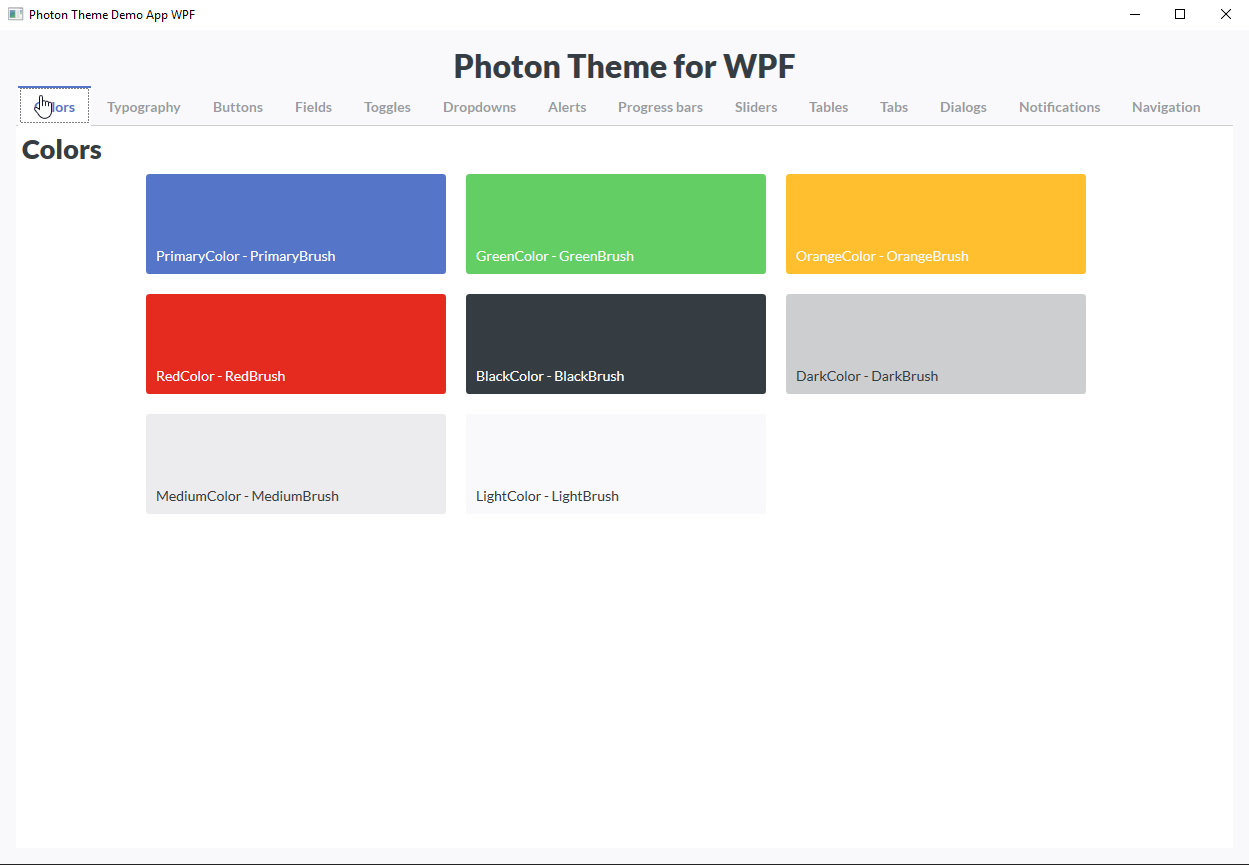 Photon Theme Demo App WPF
Photon Theme for WPF
Typography Buttons Fields Toggles Dropdowns Alerts Progress bars Sliders Tables Tabs Dialogs Notifications Navigation
Colors
PrimaryColor - PrimaryBrush GreenColor - GreenBrush OrangeColor - OrangeBrush
RedColor - RedBrush BlackColor - BlackBrush DarkColor - DarkBrush
MediumColor - MediumBrush LightColor - LightBrush